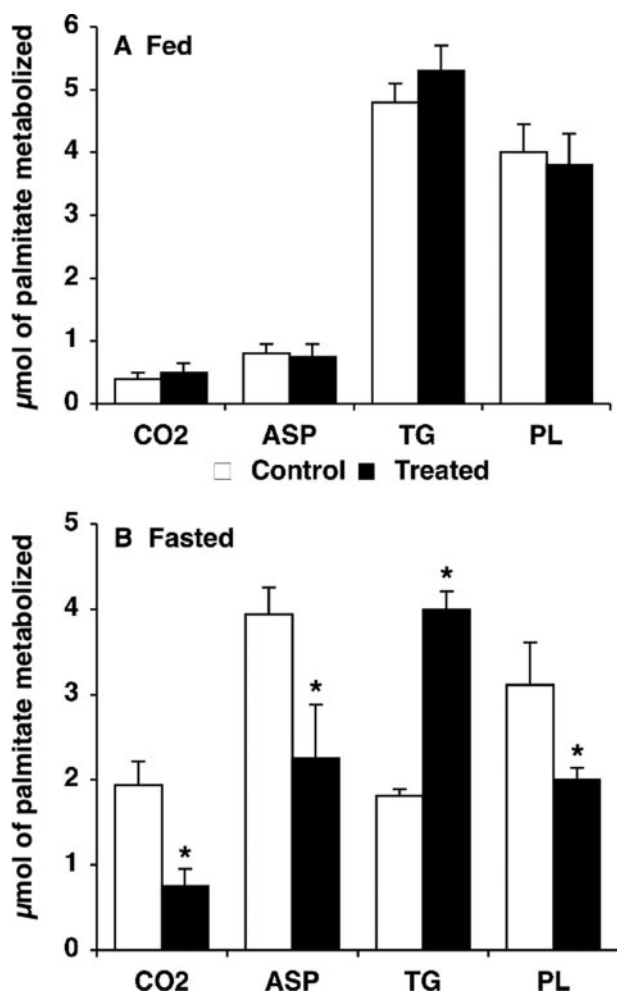 µmol of palmitate metabolized
6
5
4
3
2
1
0
A Fed
CO2 ASP TG PL
Control Treated
µmol of palmitate metabolized
5
4
3
2
1
0
B Fasted
*
*
*
*
CO2 ASP TG PL